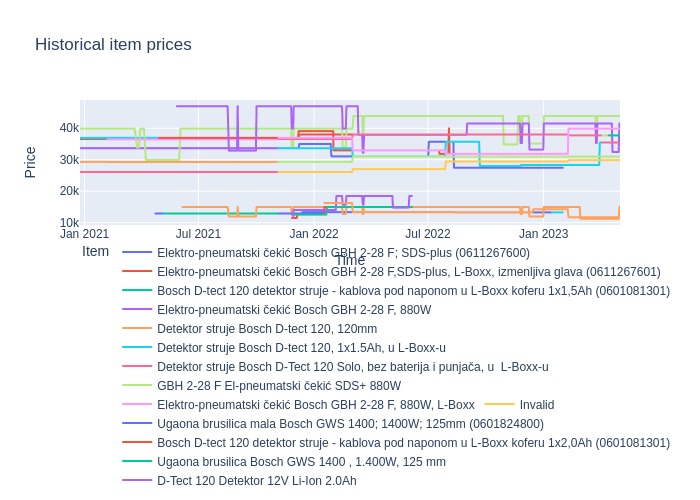 Historical item prices
Price
40k
30k
20k
10k
Jan 2021
Jul 2021
Jan 2022
Jul 2022
Jan 2023
Time
Item
Elektro-pneumatski čekić Bosch GBH 2-28 F; SDS-plus (0611267600)
Elektro-pneumatski čekić Bosch GBH 2-28 F,SDS-plus, L-Boxx, izmenljiva glava (0611267601)
Bosch D-tect 120 detektor struje - kablova pod naponom u L-Boxx koferu 1x1,5Ah (0601081301)
Elektro-pneumatski čekić Bosch GBH 2-28 F, 880W
Detektor struje Bosch D-tect 120, 120mm
Detektor struje Bosch D-tect 120, 1x1.5Ah, u L-Boxx-u
Detektor struje Bosch D-Tect 120 Solo, bez baterija i punjača, u L-Boxx-u
GBH 2-28 F El-pneumatski čekić SDS+ 880W
Elektro-pneumatski čekić Bosch GBH 2-28 F, 880W, L-Boxx
Invalid
Ugaona brusilica mala Bosch GWS 1400; 1400W; 125mm (0601824800)
Bosch D-tect 120 detektor struje - kablova pod naponom u L-Boxx koferu 1x2,0Ah (0601081301)
Ugaona brusilica Bosch GWS 1400 , 1.400W, 125 mm
D-Tect 120 Detektor 12V Li-Ion 2.0Ah